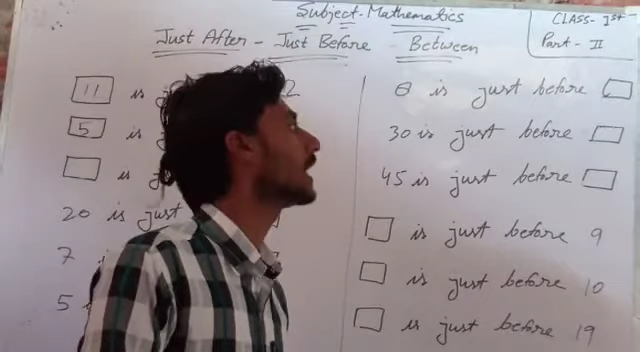 Subject-Mathematics
CLASS-1st
Part-II
Just After - Just Before Between
11 is
5 is
is
20 is just
7
5
8 is just before
30 is just before
45 is just before
is just before 9
is just before 10
is just before 19